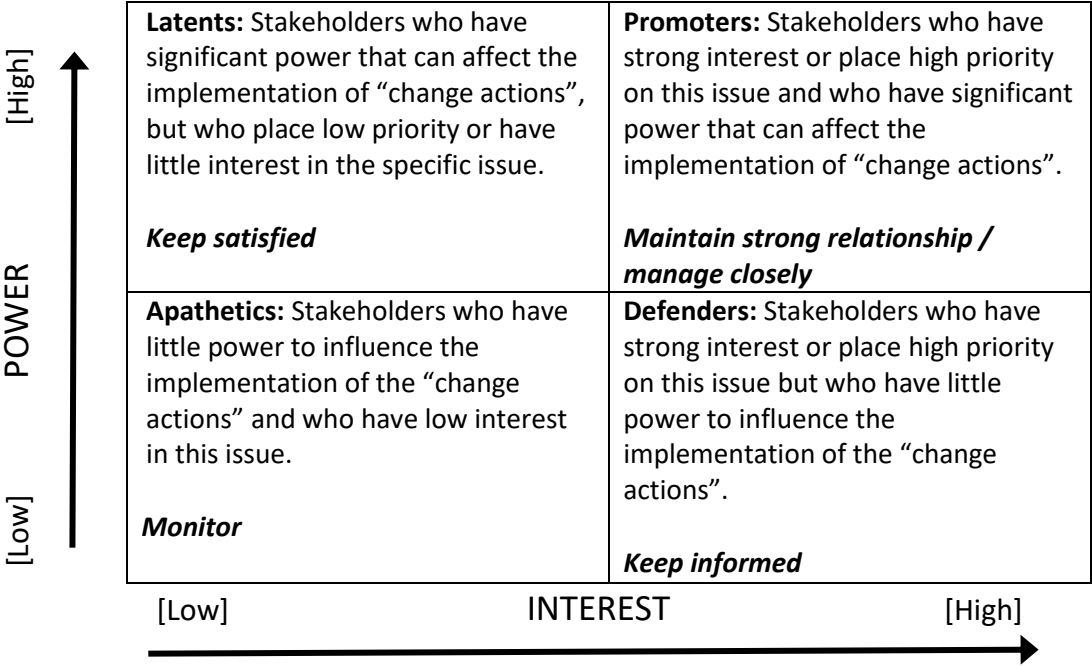 [High]
POWER
[Low]
Latents: Stakeholders who have
significant power that can affect the
implementation of “change actions”,
but who place low priority or have
little interest in the specific issue.
Keep satisfied
Promoters: Stakeholders who have
strong interest or place high priority
on this issue and who have significant
power that can affect the
implementation of “change actions”.
Maintain strong relationship /
manage closely
Apathetics: Stakeholders who have
little power to influence the
implementation of the “change
actions” and who have low interest
in this issue.
Monitor
Defenders: Stakeholders who have
strong interest or place high priority
on this issue but who have little
power to influence the
implementation of the “change
actions”.
Keep informed
[Low]
INTEREST
[High]